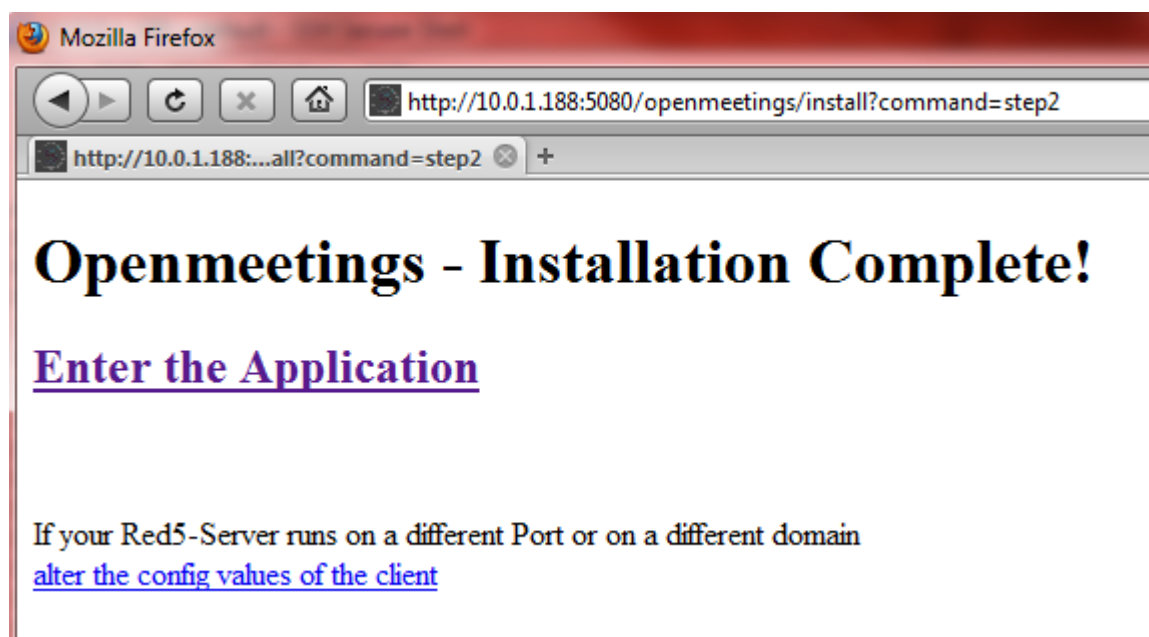 Mozilla Firefox
http://10.0.1.188:5080/openmeetings/install?command=step2
http://10.0.1.188:...all?command=step2
Openmeetings - Installation Complete!
Enter the Application
If your Red5-Server runs on a different Port or on a different domain
alter the config values of the client